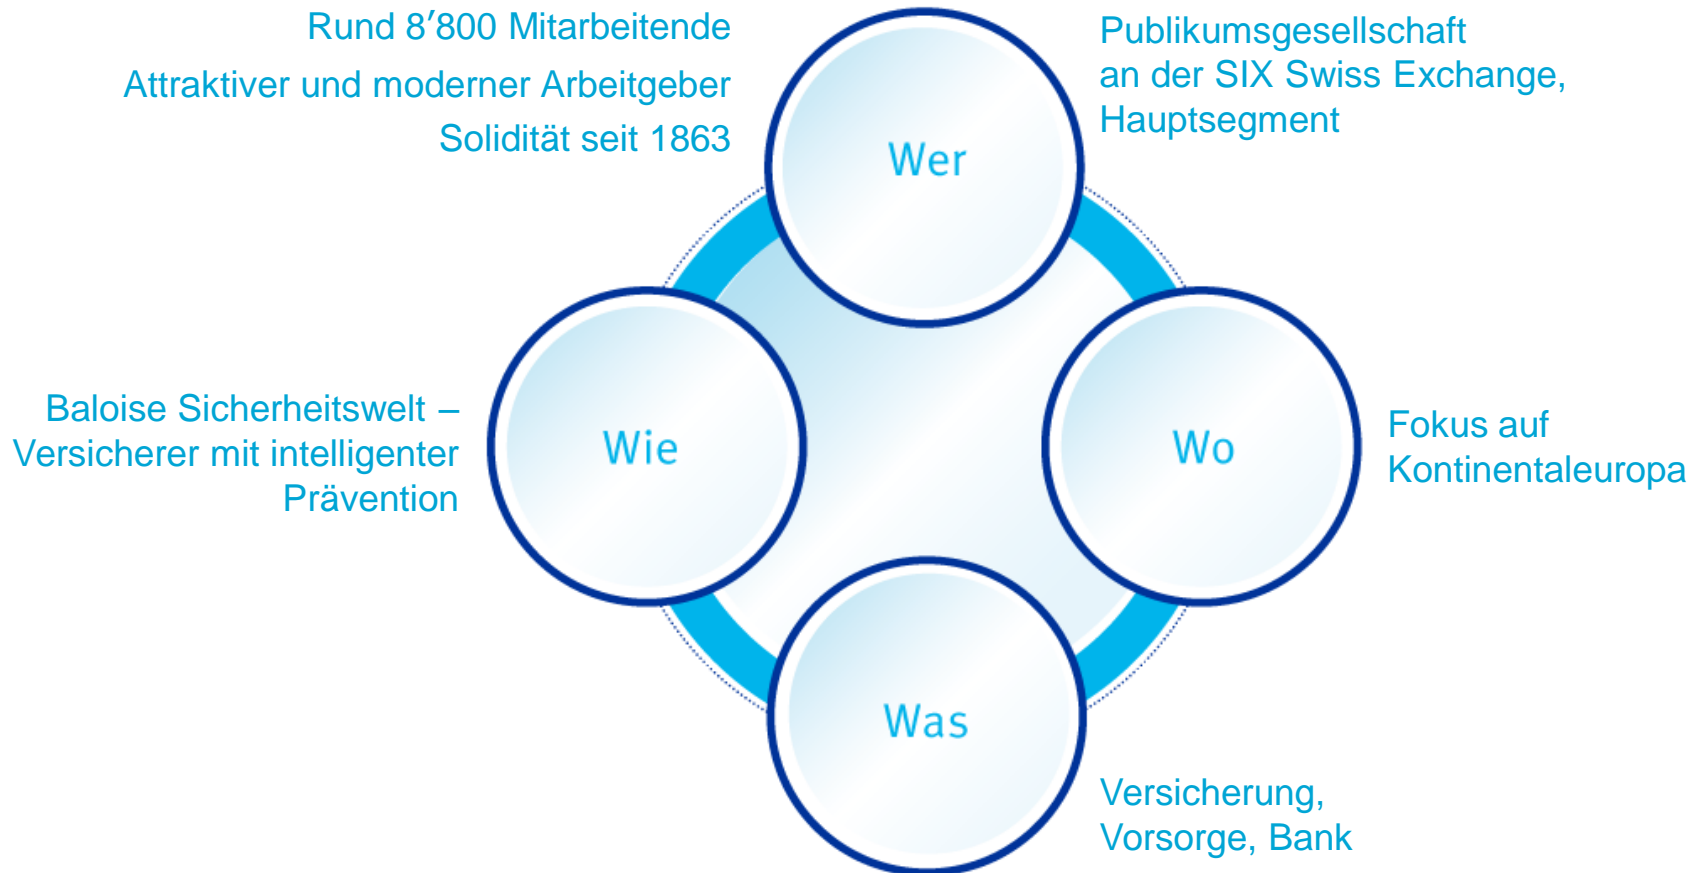 Rund 8′800 Mitarbeitende
Attraktiver und moderner Arbeitgeber
Solidität seit 1863
Publikumsgesellschaft
an der SIX Swiss Exchange,
Hauptsegment
Wer
Baloise Sicherheitswelt –
Versicherer mit intelligenter
Prävention
Wie
Wo
Fokus auf
Kontinentaleuropa
Was
Versicherung,
Vorsorge, Bank